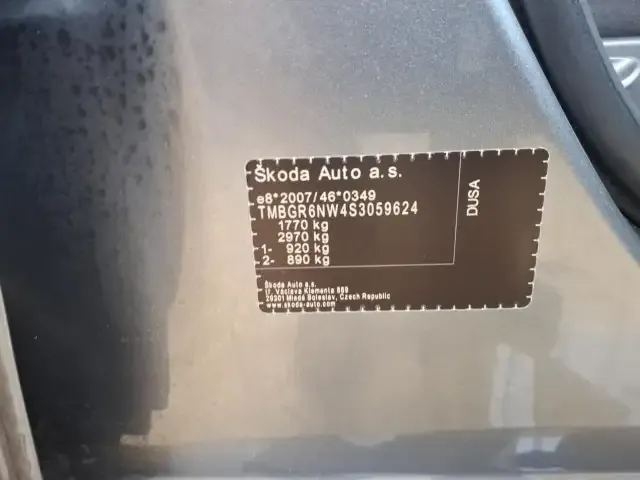 Škoda Auto a.s.
e8*2007/46*0349
TMBGR6NW4S3059624
1770 kg
2970 kg
1- 920 kg
2- 890 kg
DUSA
Škoda Auto a.s.
tř. Václava Klementa 869
29301 Mladá Boleslav, Czech Republic
www.skoda-auto.com